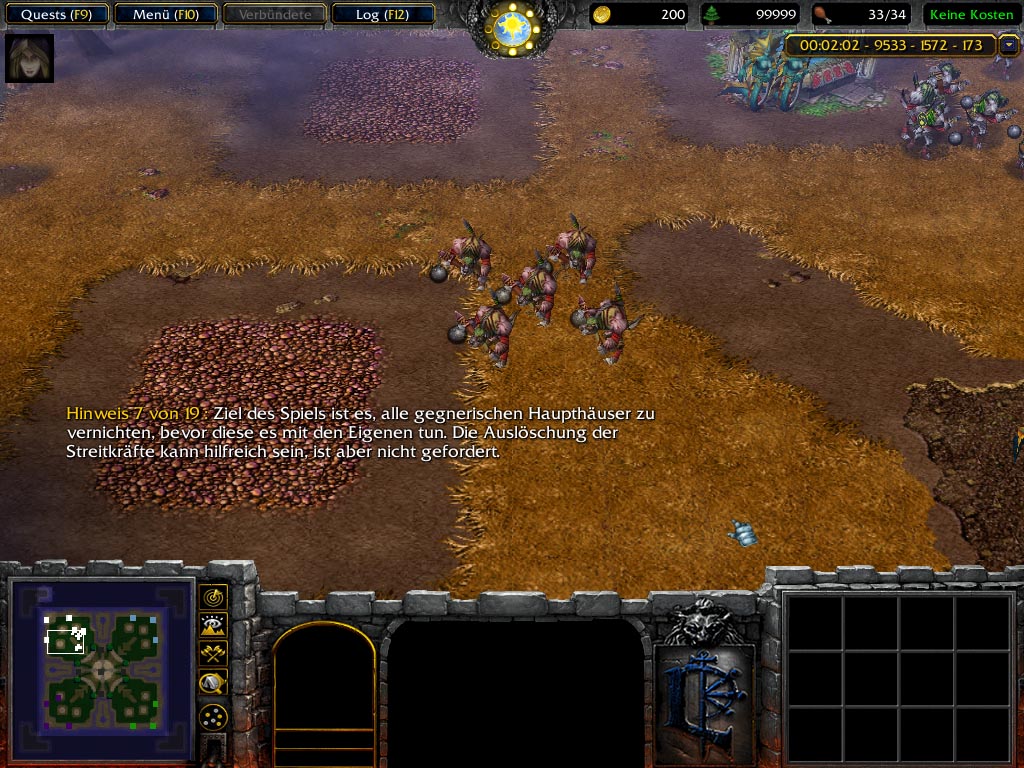 Quests (F9)
Menü (F10)
Verbündete
Log (F12)
200
99999
33/34
Keine Kosten
00:02:02 - 9533 - 1572 - 173
Hinweis 7 von 19: Ziel des Spiels ist es, alle gegnerischen Haupthäuser zu
vernichten, bevor diese es mit den Eigenen tun. Die Auslöschung der
Streitkräfte kann hilfreich sein, ist aber nicht gefordert.